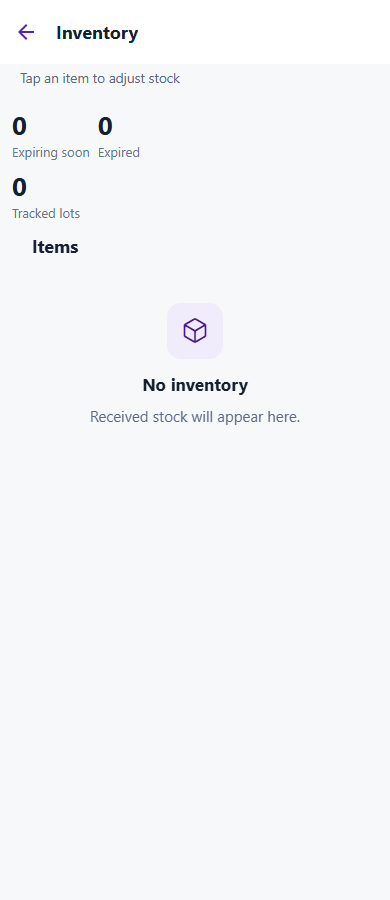 Inventory
Tap an item to adjust stock
0 0
Expiring soon Expired
0
Tracked lots
Items
No inventory
Received stock will appear here.